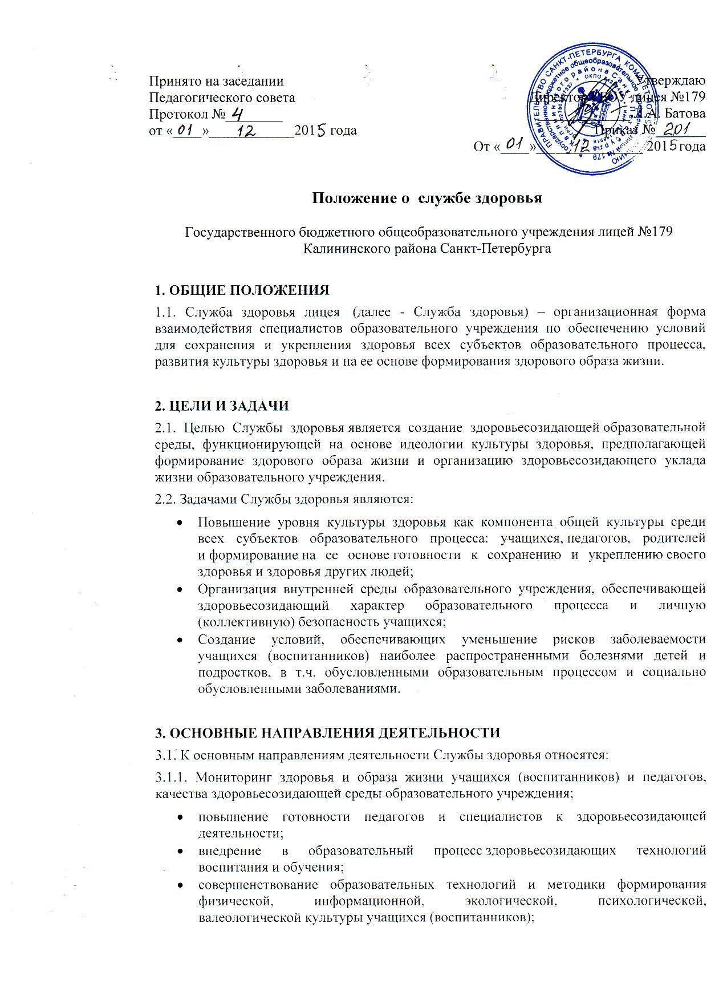 Принято на заседании
Педагогического совета
Протокол № 4
от «01» 12 2015 года
Утверждаю
Директор ГБОУ лицея №179
Л.А. Батова
Приказ № 201
От «01» 12 2015 года
ПРАВИТЕЛЬСТВО САНКТ-ПЕТЕРБУРГА КОМИТЕТ ПО
Государственное бюджетное общеобразовательное учреждение лицей № 179
Калининского района Санкт-Петербурга
Положение о службе здоровья
Государственного бюджетного общеобразовательного учреждения лицей №179
Калининского района Санкт-Петербурга
1. ОБЩИЕ ПОЛОЖЕНИЯ
1.1. Служба здоровья лицея (далее - Служба здоровья) – организационная форма
взаимодействия специалистов образовательного учреждения по обеспечению условий
для сохранения и укрепления здоровья всех субъектов образовательного процесса,
развития культуры здоровья и на ее основе формирования здорового образа жизни.
2. ЦЕЛИ И ЗАДАЧИ
2.1. Целью Службы здоровья является создание здоровьесозидающей образовательной
среды, функционирующей на основе идеологии культуры здоровья, предполагающей
формирование здорового образа жизни и организацию здоровьесозидающего уклада
жизни образовательного учреждения.
2.2. Задачами Службы здоровья являются:
• Повышение уровня культуры здоровья как компонента общей культуры среди
всех субъектов образовательного процесса: учащихся, педагогов, родителей
и формирование на ее основе готовности к сохранению и укреплению своего
здоровья и здоровья других людей;
• Организация внутренней среды образовательного учреждения, обеспечивающей
здоровьесозидающий характер образовательного процесса и личную
(коллективную) безопасность учащихся;
• Создание условий, обеспечивающих уменьшение рисков заболеваемости
учащихся (воспитанников) наиболее распространенными болезнями детей и
подростков, в т.ч. обусловленными образовательным процессом и социально
обусловленными заболеваниями.
3. ОСНОВНЫЕ НАПРАВЛЕНИЯ ДЕЯТЕЛЬНОСТИ
3.1. К основным направлениям деятельности Службы здоровья относятся:
3.1.1. Мониторинг здоровья и образа жизни учащихся (воспитанников) и педагогов,
качества здоровьесозидающей среды образовательного учреждения;
• повышение готовности педагогов и специалистов к здоровьесозидающей
деятельности;
• внедрение в образовательный процесс здоровьесозидающих технологий
воспитания и обучения;
• совершенствование образовательных технологий и методики формирования
физической, информационной, экологической, психологической,
валеологической культуры учащихся (воспитанников);